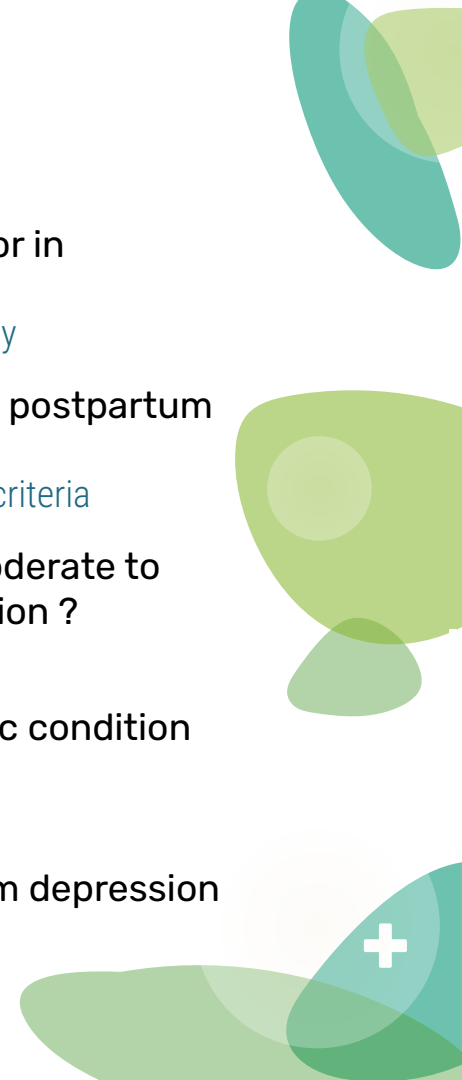 or in
y
postpartum
criteria
oderate to
ion ?
c condition
m depression